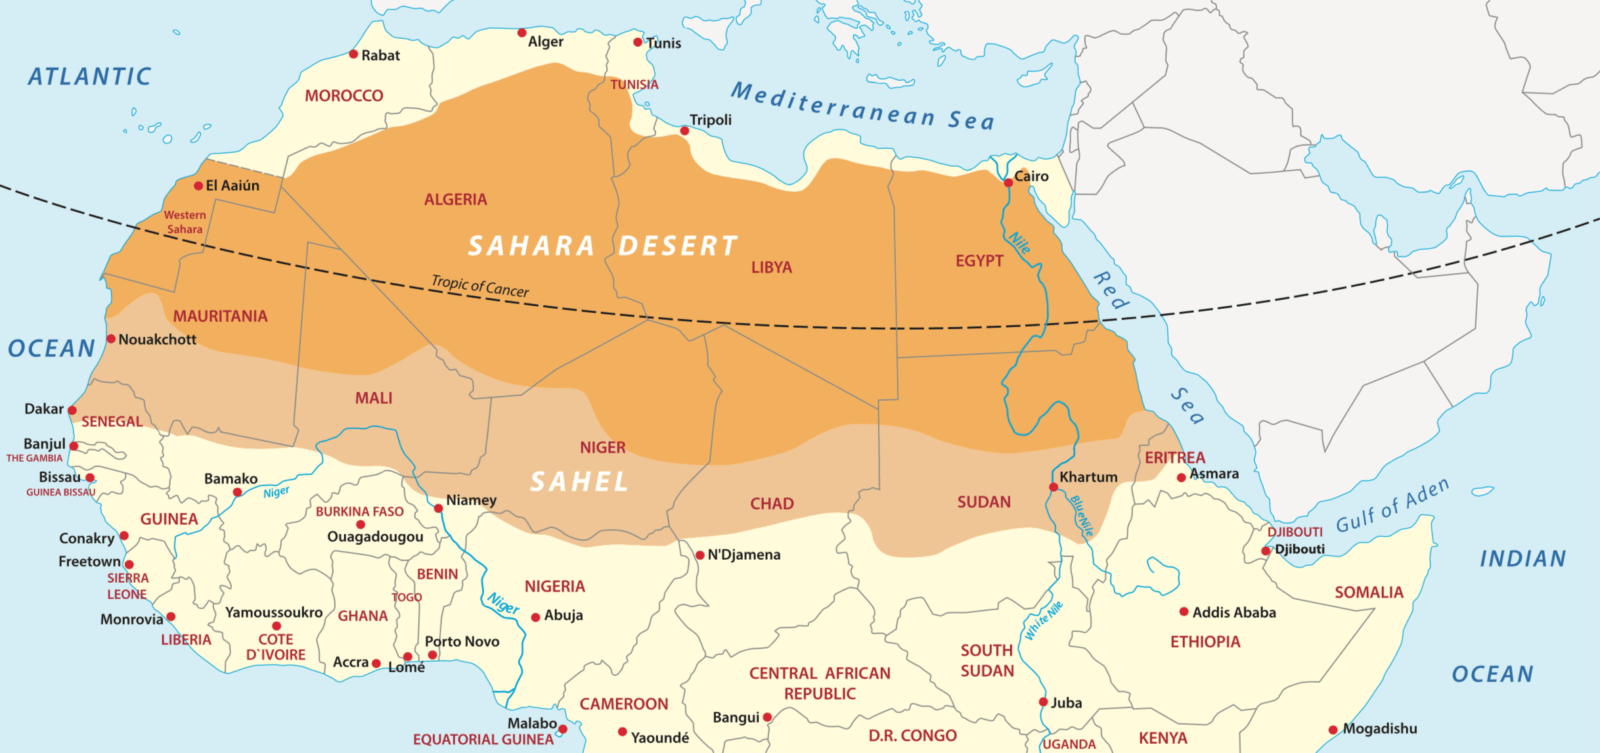 ATLANTIC
OCEAN
Mediterranean Sea
Red
Sea
Gulf of Aden
INDIAN
OCEAN
SAHARA DESERT
Tropic of Cancer
SAHEL
Rabat
MOROCCO
Alger
Tunis
TUNISIA
Tripoli
El Aaiún
Western
Sahara
ALGERIA
LIBYA
EGYPT
Cairo
Nile
MAURITANIA
Nouakchott
MALI
NIGER
CHAD
SUDAN
Khartum
Blue Nile
ERITREA
Asmara
Dakar
SENEGAL
Banjul
THE GAMBIA
Bissau
GUINEA BISSAU
Bamako
Niger
Niamey
GUINEA
BURKINA FASO
Ouagadougou
Conakry
Freetown
SIERRA
LEONE
Monrovia
LIBERIA
Yamoussoukro
COTE
D`IVOIRE
GHANA
Accra
TOGO
Lomé
BENIN
Porto Novo
NIGERIA
Niger
Abuja
N'Djamena
CAMEROON
Malabo
EQUATORIAL GUINEA
Yaoundé
CENTRAL AFRICAN
REPUBLIC
Bangui
D.R. CONGO
SOUTH
SUDAN
White Nile
Juba
UGANDA
KENYA
Addis Ababa
ETHIOPIA
DJIBOUTI
Djibouti
SOMALIA
Mogadishu